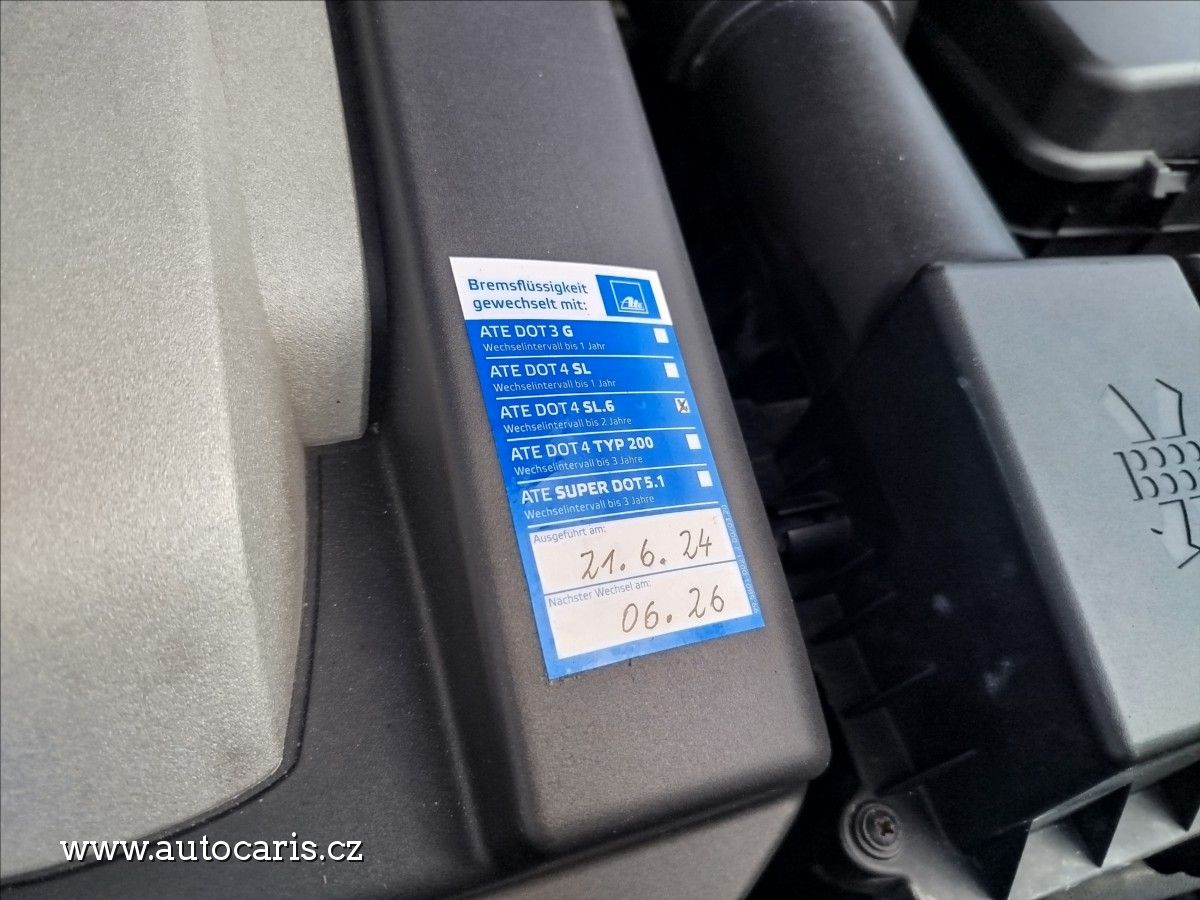 Bremsflüssigkeit
gewechselt mit:
ATE
ATE DOT 3 G
Wechselintervall bis 1 Jahr
ATE DOT 4 SL
Wechselintervall bis 1 Jahr
ATE DOT 4 SL.6
Wechselintervall bis 2 Jahre
ATE DOT 4 TYP 200
Wechselintervall bis 3 Jahre
ATE SUPER DOT 5.1
Wechselintervall bis 3 Jahre
Ausgeführt am:
21. 6. 24
Nächster Wechsel am:
06. 26
www.autocaris.cz